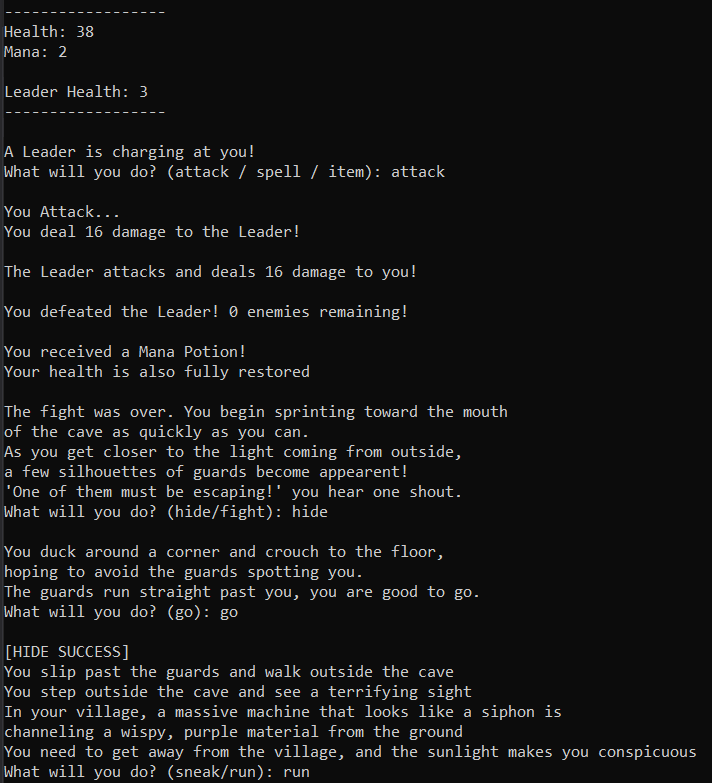 ------------------
Health: 38
Mana: 2
Leader Health: 3
------------------
A Leader is charging at you!
What will you do? (attack / spell / item): attack
You Attack...
You deal 16 damage to the Leader!
The Leader attacks and deals 16 damage to you!
You defeated the Leader! 0 enemies remaining!
You received a Mana Potion!
Your health is also fully restored
The fight was over. You begin sprinting toward the mouth
of the cave as quickly as you can.
As you get closer to the light coming from outside,
a few silhouettes of guards become appearent!
'One of them must be escaping!' you hear one shout.
What will you do? (hide/fight): hide
You duck around a corner and crouch to the floor,
hoping to avoid the guards spotting you.
The guards run straight past you, you are good to go.
What will you do? (go): go
[HIDE SUCCESS]
You slip past the guards and walk outside the cave
You step outside the cave and see a terrifying sight
In your village, a massive machine that looks like a siphon is
channeling a wispy, purple material from the ground
You need to get away from the village, and the sunlight makes you conspicuous
What will you do? (sneak/run): run